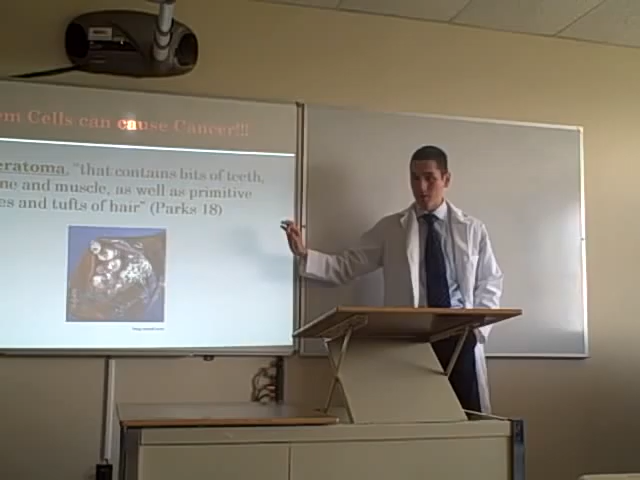 em Cells can cause Cancer!!!
eratoma, "that contains bits of teeth,
ne and muscle, as well as primitive
es and tufts of hair" (Parks 18)